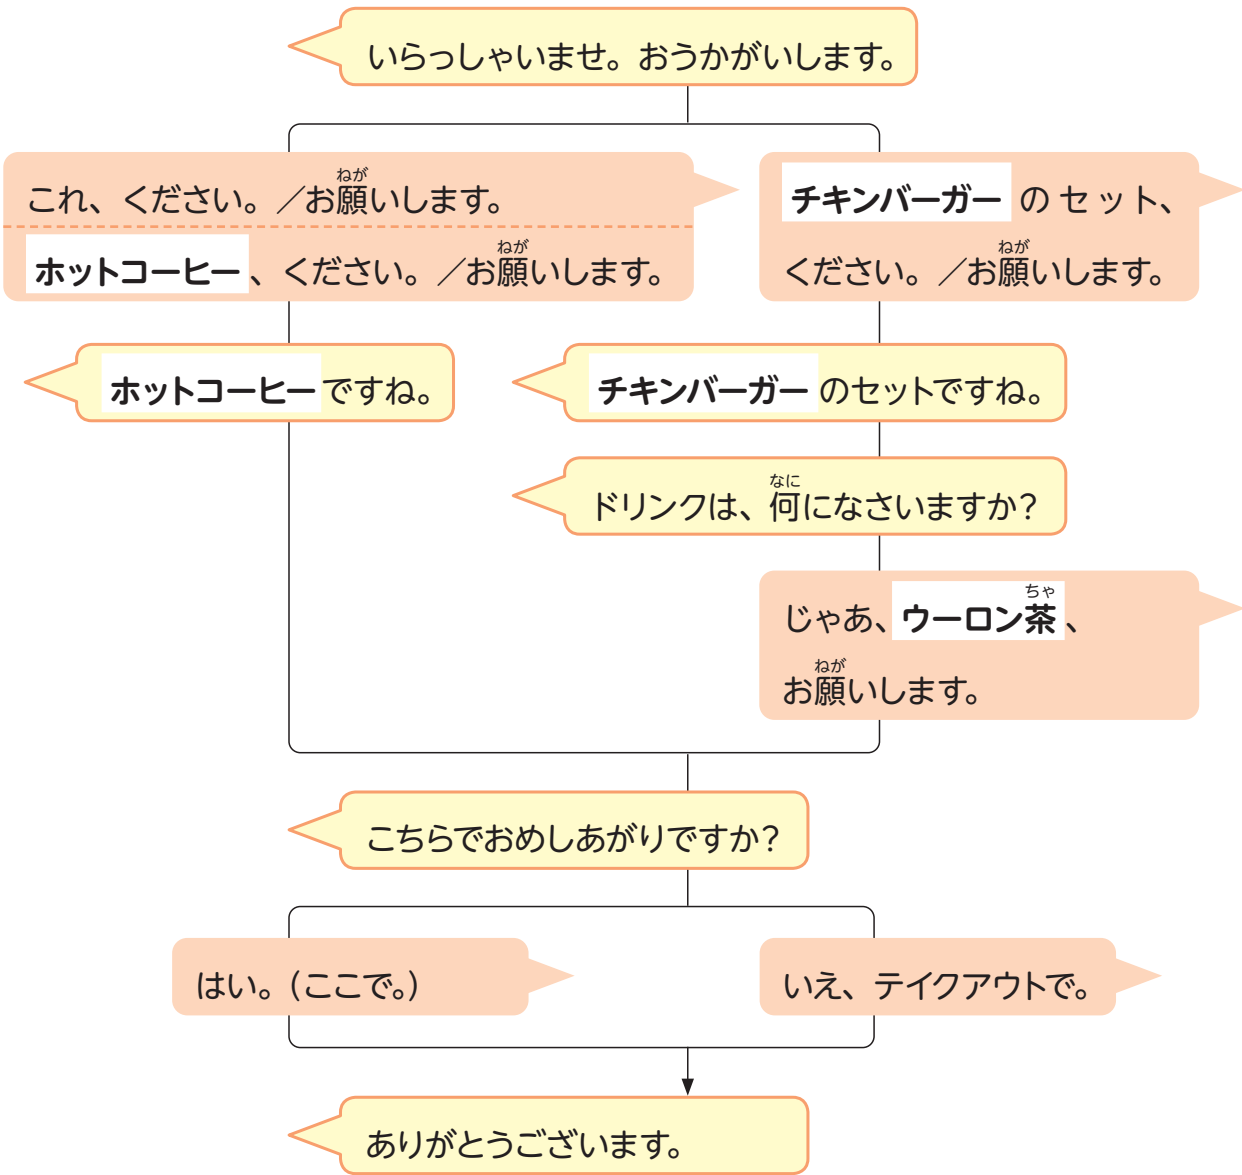 いらっしゃいませ。おうかがいします。
これ、ください。／お願いします。
ねが
ホットコーヒー、ください。／お願いします。
ねが
チキンバーガーのセット、
ください。／お願いします。
ねが
ホットコーヒーですね。
チキンバーガーのセットですね。
ドリンクは、何になさいますか？
なに
じゃあ、ウーロン茶、
ちゃ
お願いします。
ねが
こちらでおめしあがりですか？
はい。（ここで。）
いえ、テイクアウトで。
ありがとうございます。